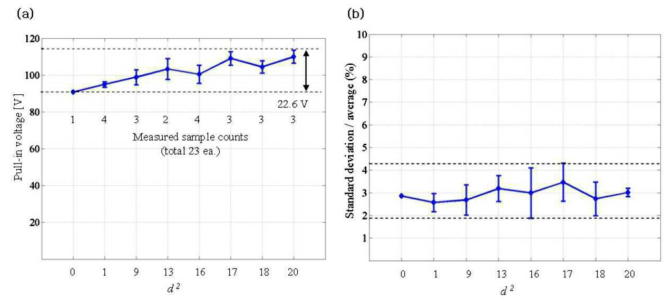 (a)
(b)
120
100
80
60
40
20
Pull-in voltage [V]
22.6 V
1 4 3 2 4 3 3 3
Measured sample counts
(total 23 ea.)
0 1 9 13 16 17 18 20
d ²
10
9
8
7
6
5
4
3
2
1
Standard deviation / average (%)
0 1 9 13 16 17 18 20
d ²